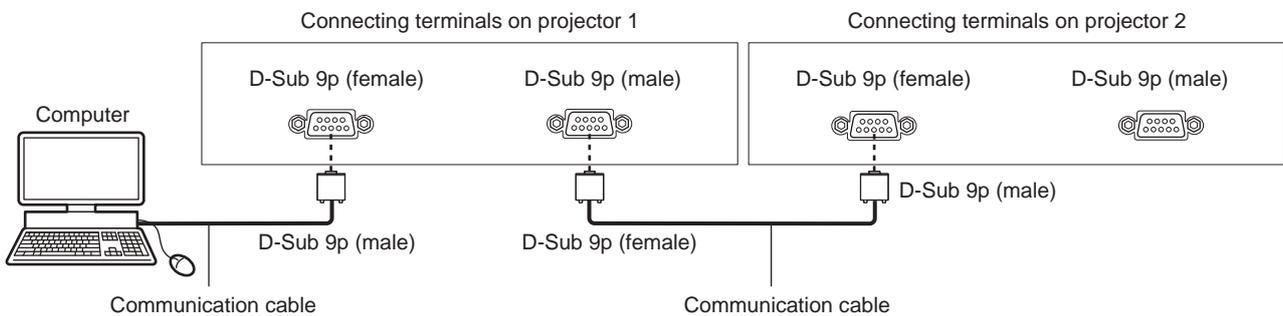 Connecting terminals on projector 1
Connecting terminals on projector 2
D-Sub 9p (female)
D-Sub 9p (male)
D-Sub 9p (female)
D-Sub 9p (male)
Computer
D-Sub 9p (male)
D-Sub 9p (male)
D-Sub 9p (female)
Communication cable
Communication cable